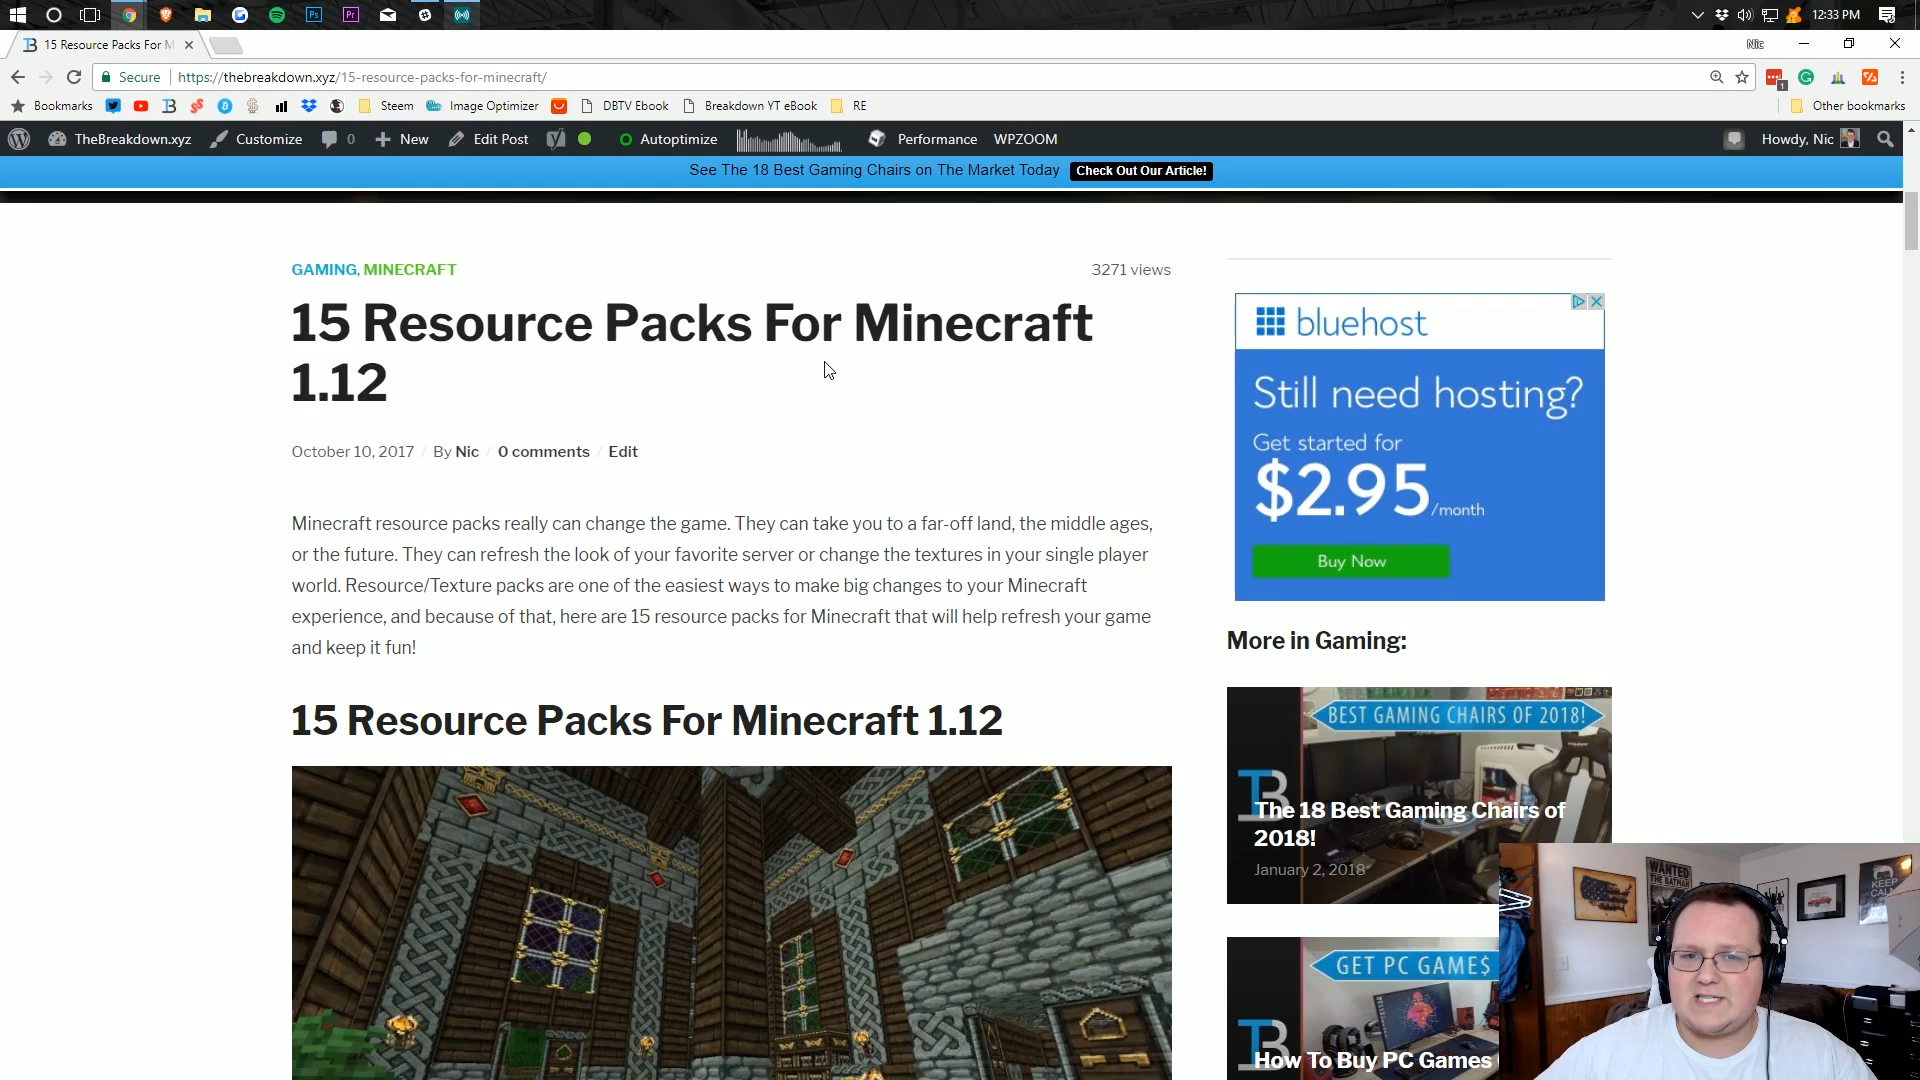 12:33 PM
15 Resource Packs For M
Nic
Secure
https://thebreakdown.xyz/15-resource-packs-for-minecraft/
Bookmarks
Steem
Image Optimizer
DBTV Ebook
Breakdown YT eBook
RE
Other bookmarks
TheBreakdown.xyz
Customize
0
New
Edit Post
Autoptimize
Performance
WPZOOM
Howdy, Nic
See The 18 Best Gaming Chairs on The Market Today
Check Out Our Article!
GAMING, MINECRAFT
3271 views
15 Resource Packs For Minecraft
1.12
October 10, 2017 / By Nic / 0 comments / Edit
Minecraft resource packs really can change the game. They can take you to a far-off land, the middle ages,
or the future. They can refresh the look of your favorite server or change the textures in your single player
world. Resource/Texture packs are one of the easiest ways to make big changes to your Minecraft
experience, and because of that, here are 15 resource packs for Minecraft that will help refresh your game
and keep it fun!
15 Resource Packs For Minecraft 1.12
bluehost
Still need hosting?
Get started for
$2.95/month
Buy Now
More in Gaming:
BEST GAMING CHAIRS OF 2018!
The 18 Best Gaming Chairs of
2018!
January 2, 2018
GET PC GAME$
How To Buy PC Games
WANTED
THE BATMAN
KEEP
CALM